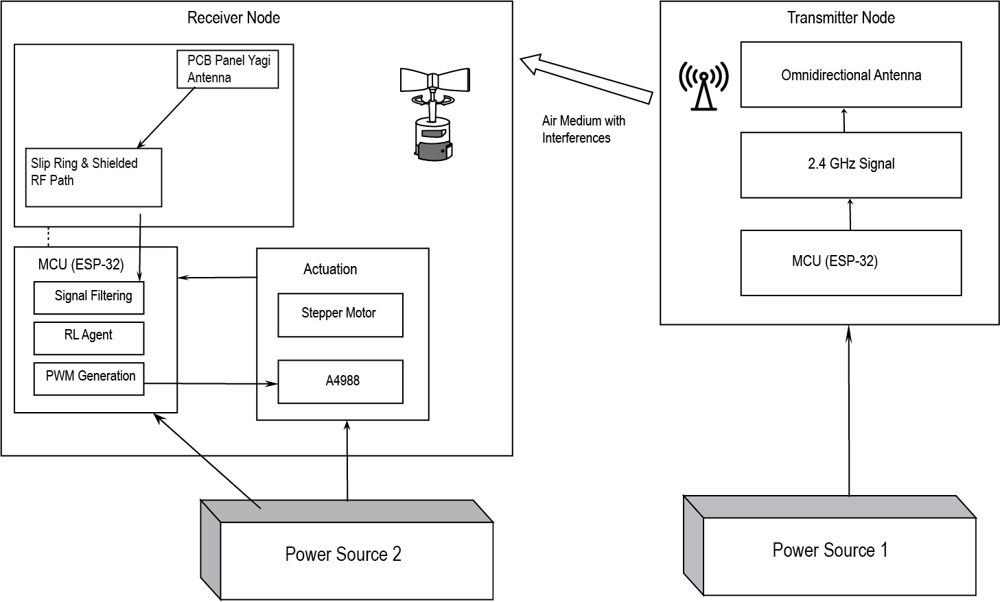 Receiver Node
PCB Panel Yagi
Antenna
Slip Ring & Shielded
RF Path
MCU (ESP-32)
Signal Filtering
RL Agent
PWM Generation
Actuation
Stepper Motor
A4988
Air Medium with
Interferences
Transmitter Node
Omnidirectional Antenna
2.4 GHz Signal
MCU (ESP-32)
Power Source 2
Power Source 1